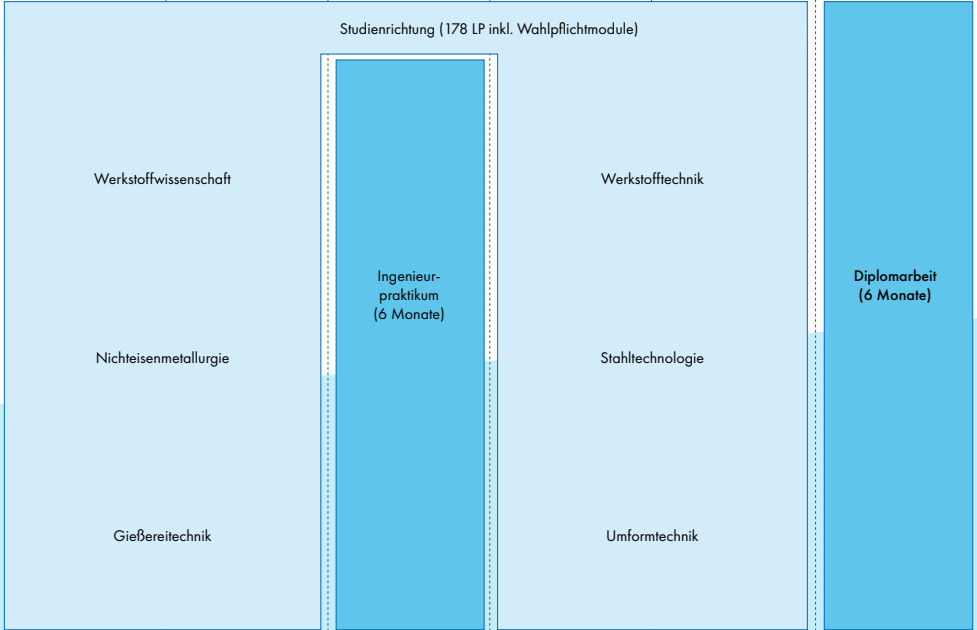 Studienrichtung (178 LP inkl. Wahlpflichtmodule)
Werkstoffwissenschaft
Werkstofftechnik
Ingenieur-
praktikum
(6 Monate)
Diplomarbeit
(6 Monate)
Nichteisenmetallurgie
Stahltechnologie
Gießereitechnik
Umformtechnik